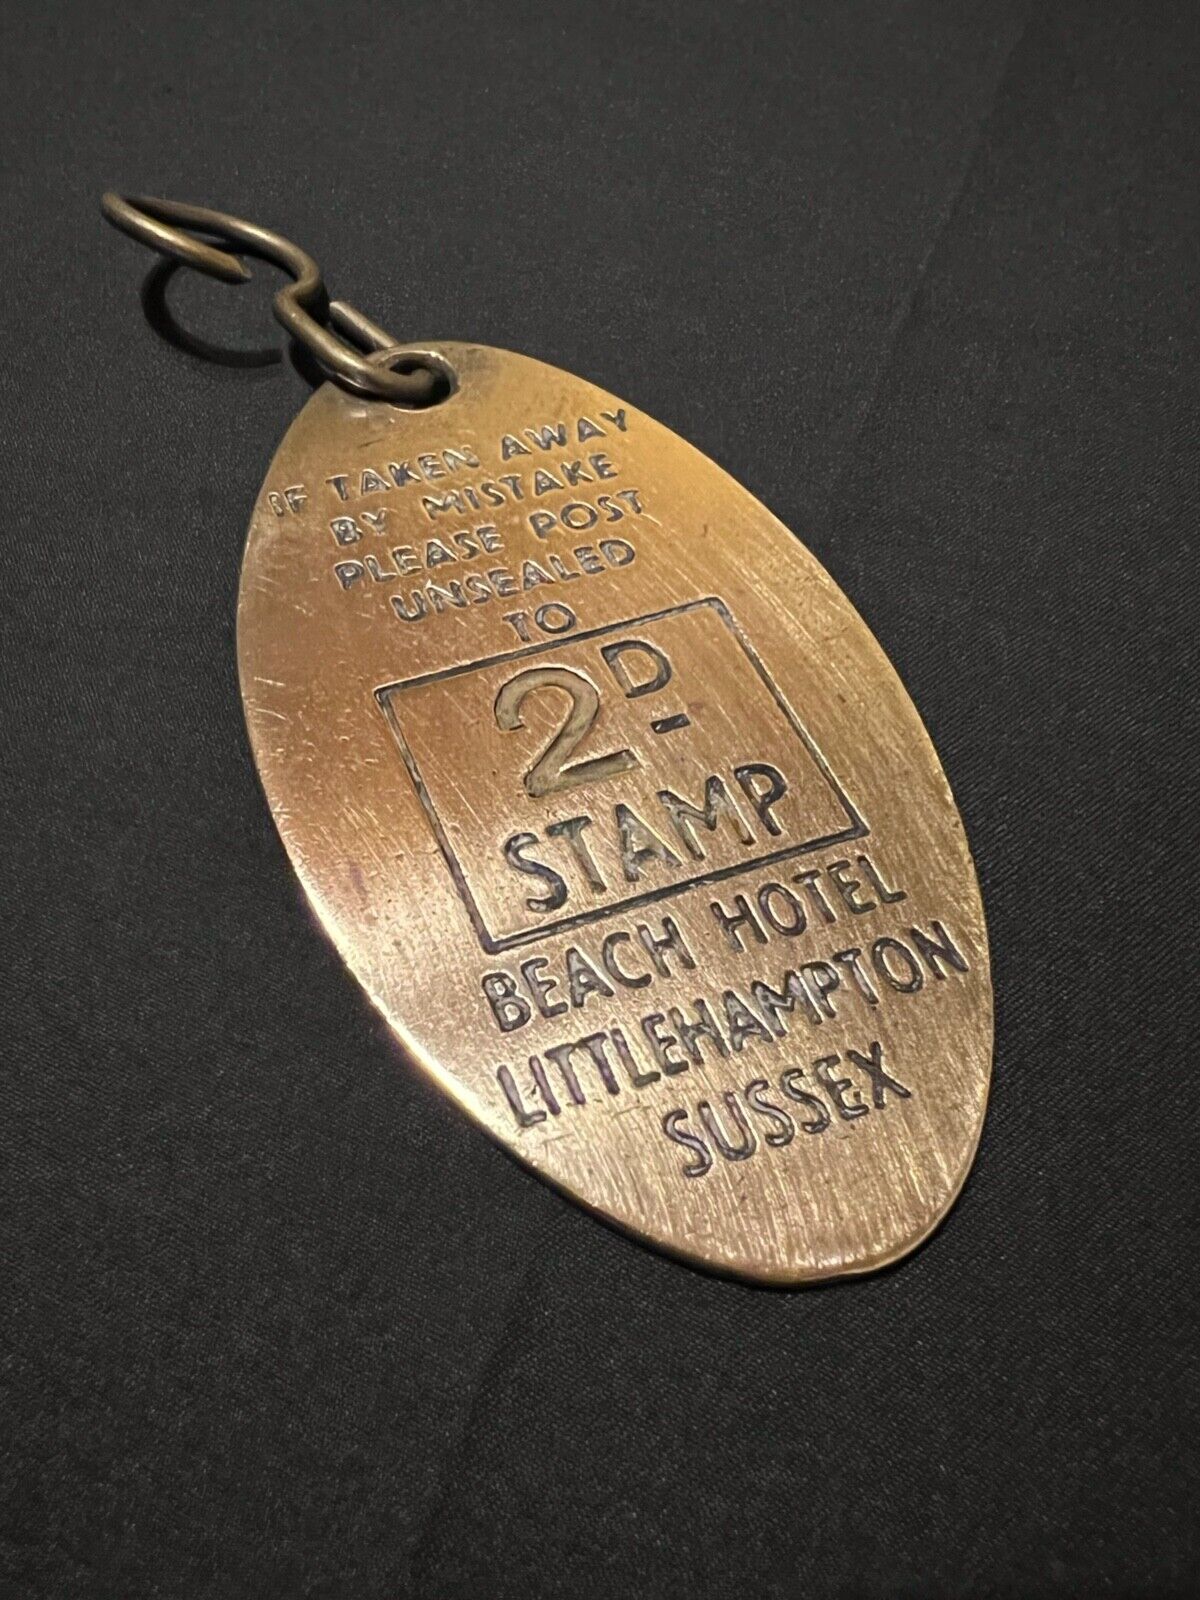 IF TAKEN AWAY
BY MISTAKE
PLEASE POST
UNSEALED
TO
2D-
STAMP
BEACH HOTEL
LITTLEHAMPTON
SUSSEX